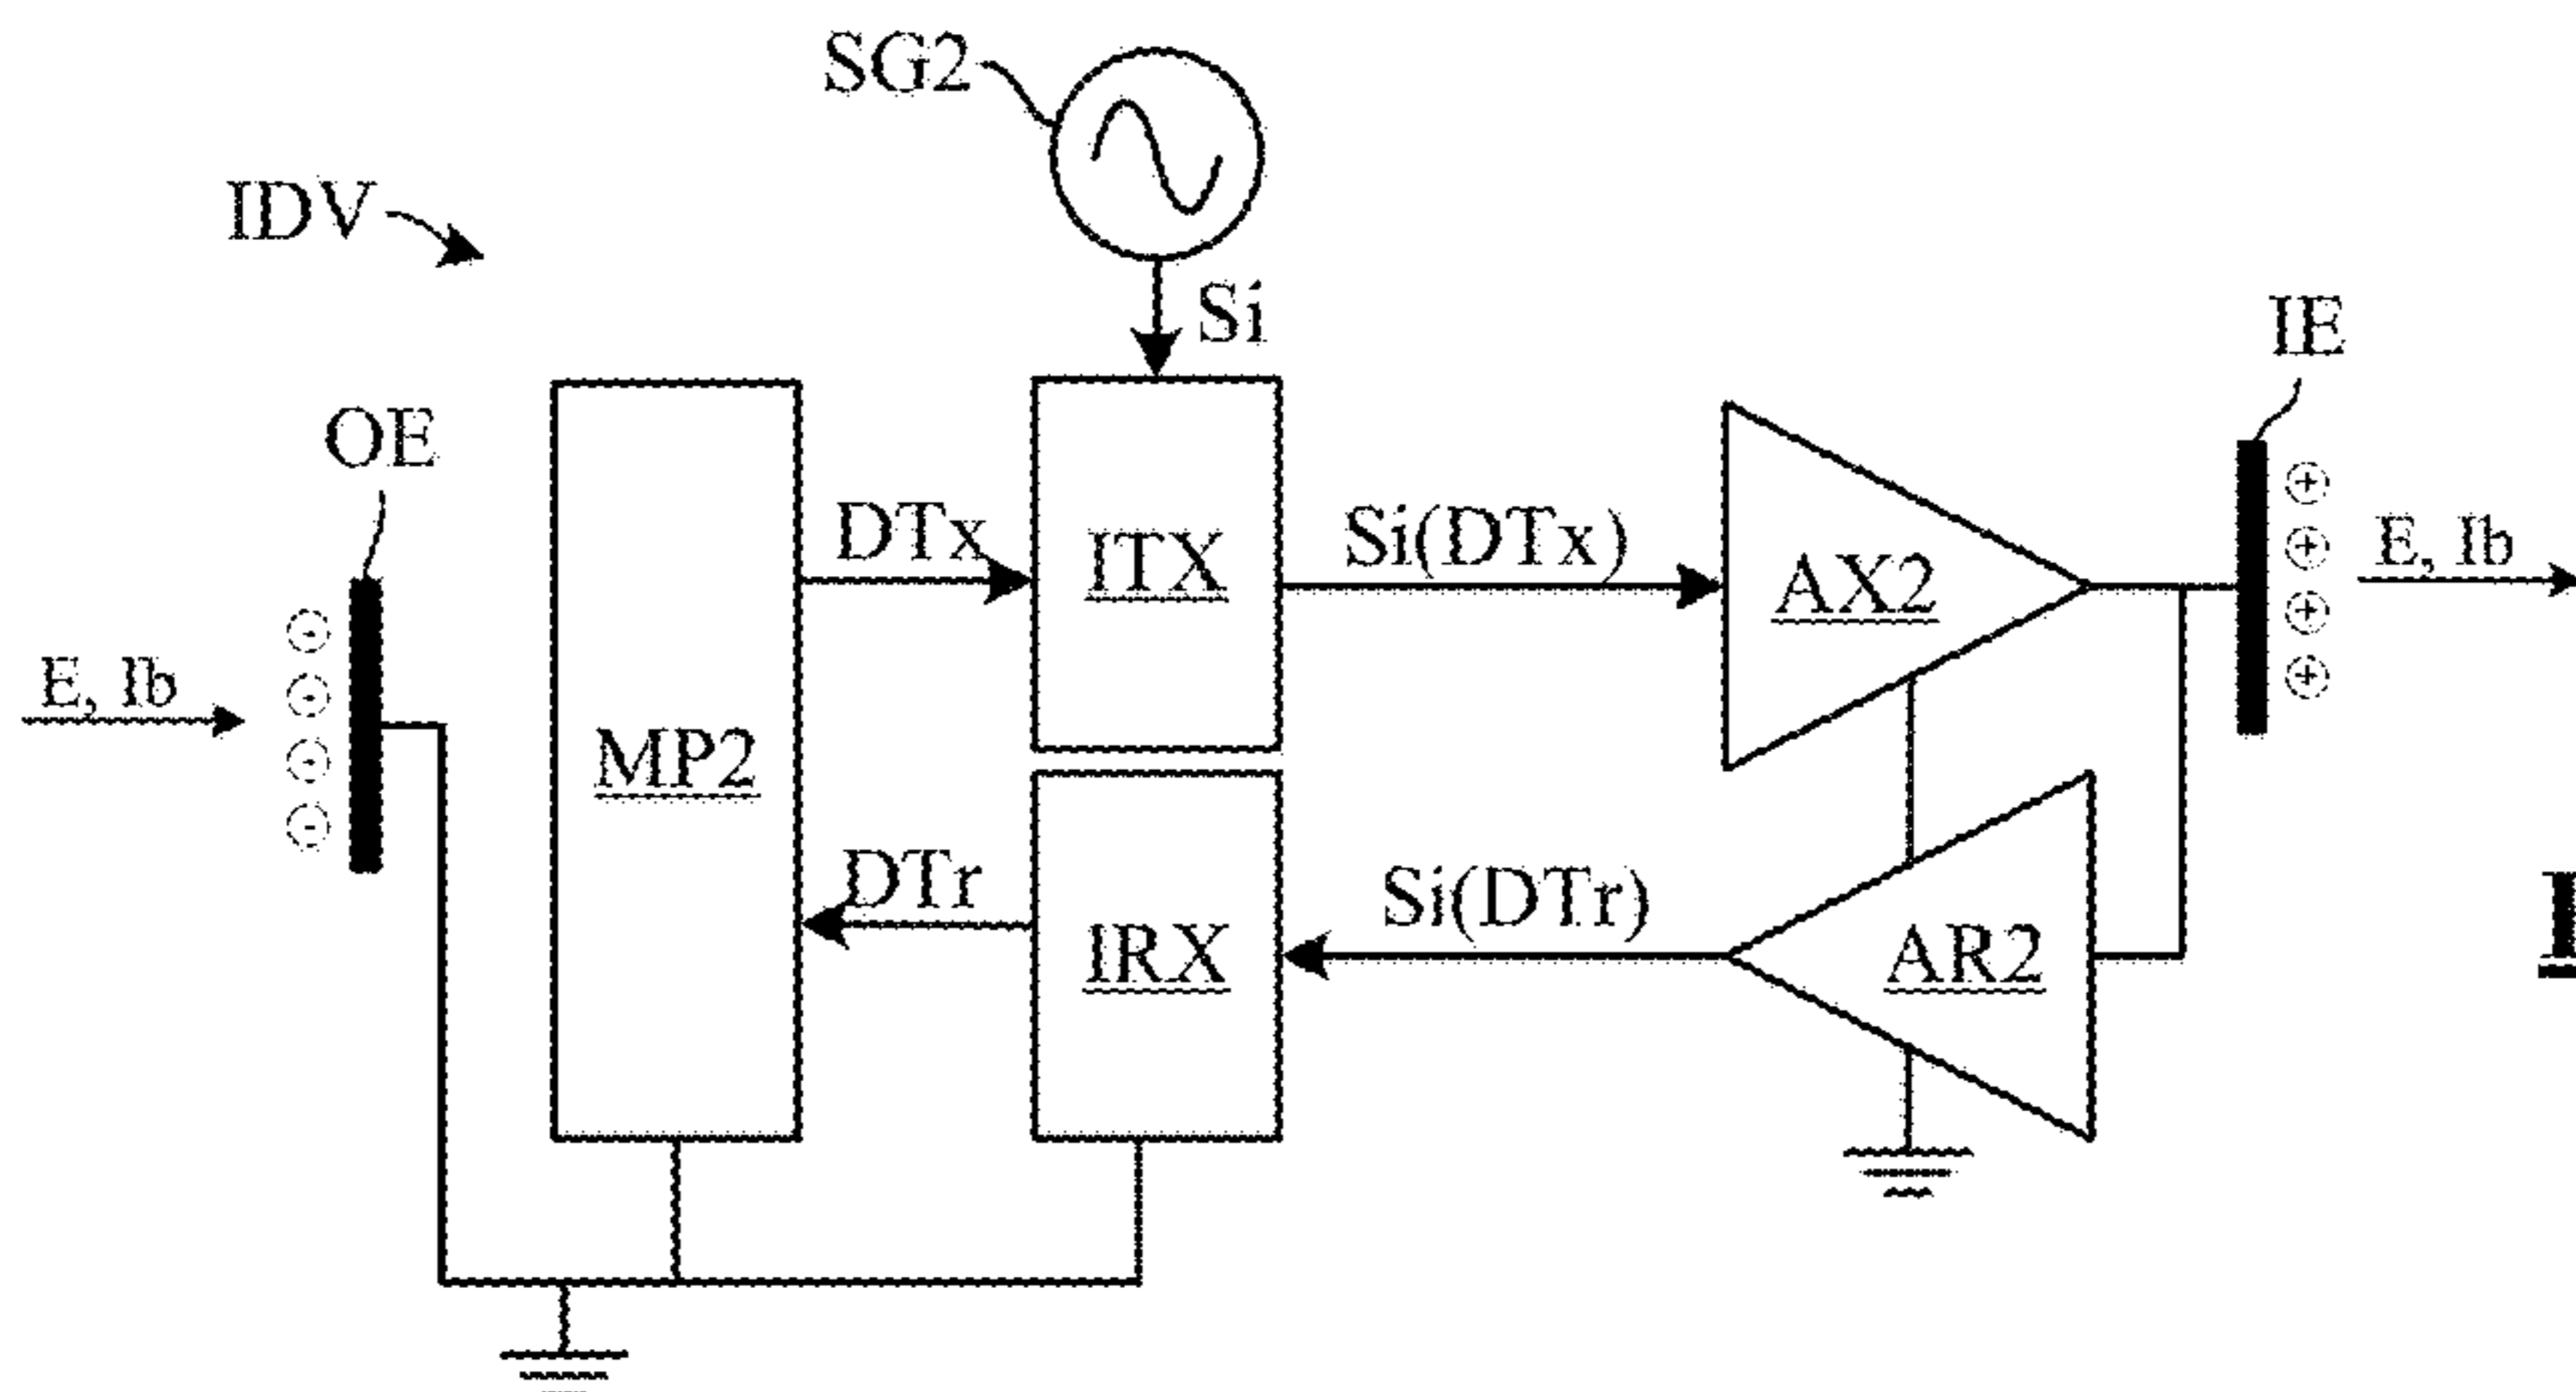 SG2
IDV
Si
IE
OE
DTx
ITX
Si(DTx)
AX2
E, Ib
E, Ib
MP2
DTr
IRX
Si(DTr)
AR2